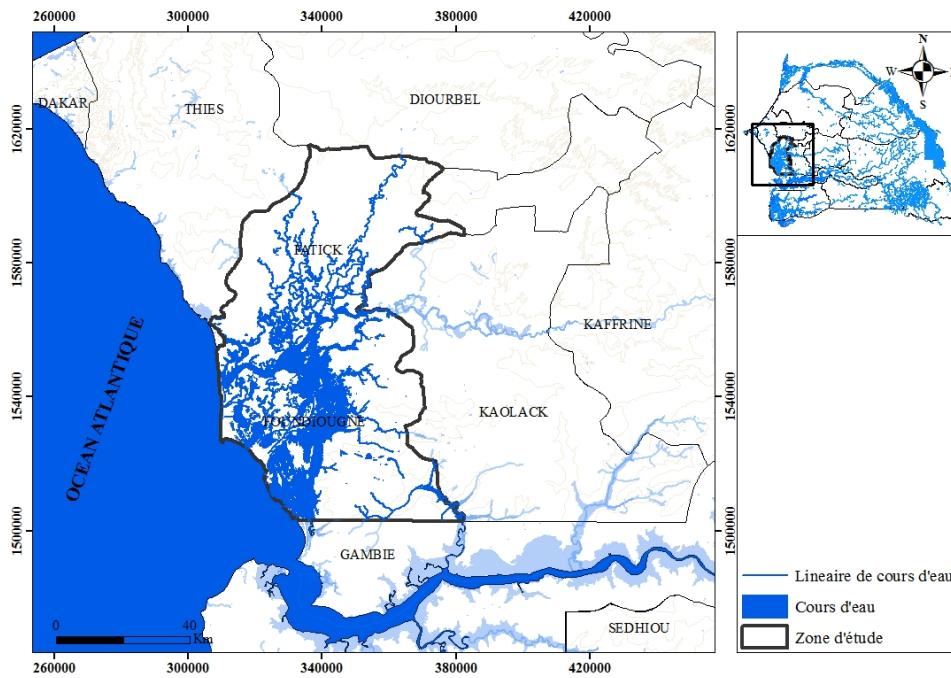 260000 300000 340000 380000 420000
DAKAR
THIES
DIOURBEL
FATICK
KAFFRINE
KAOLACK
FOUNDIOUGNE
OCEAN ATLANTIQUE
GAMBIE
SEDHIOU
0 40
Km
1620000
1580000
1540000
1500000
1620000
1580000
1540000
1500000
260000 300000 340000 380000 420000
N
W
S
Lineaire de cours d'eau
Cours d'eau
Zone d'étude